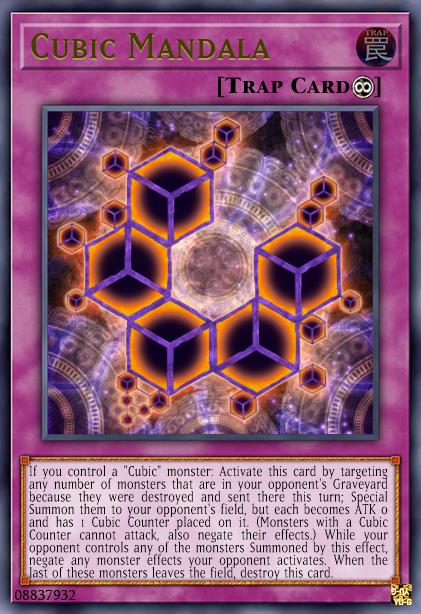 CUBIC MANDALA
TRAP
罠
[TRAP CARD ]
If you control a "Cubic" monster: Activate this card by targeting
any number of monsters that are in your opponent's Graveyard
because they were destroyed and sent there this turn; Special
Summon them to your opponent's field, but each becomes ATK 0
and has 1 Cubic Counter placed on it. (Monsters with a Cubic
Counter cannot attack, also negate their effects.) While your
opponent controls any of the monsters Summoned by this effect,
negate any monster effects your opponent activates. When the
last of these monsters leaves the field, destroy this card.
08837932